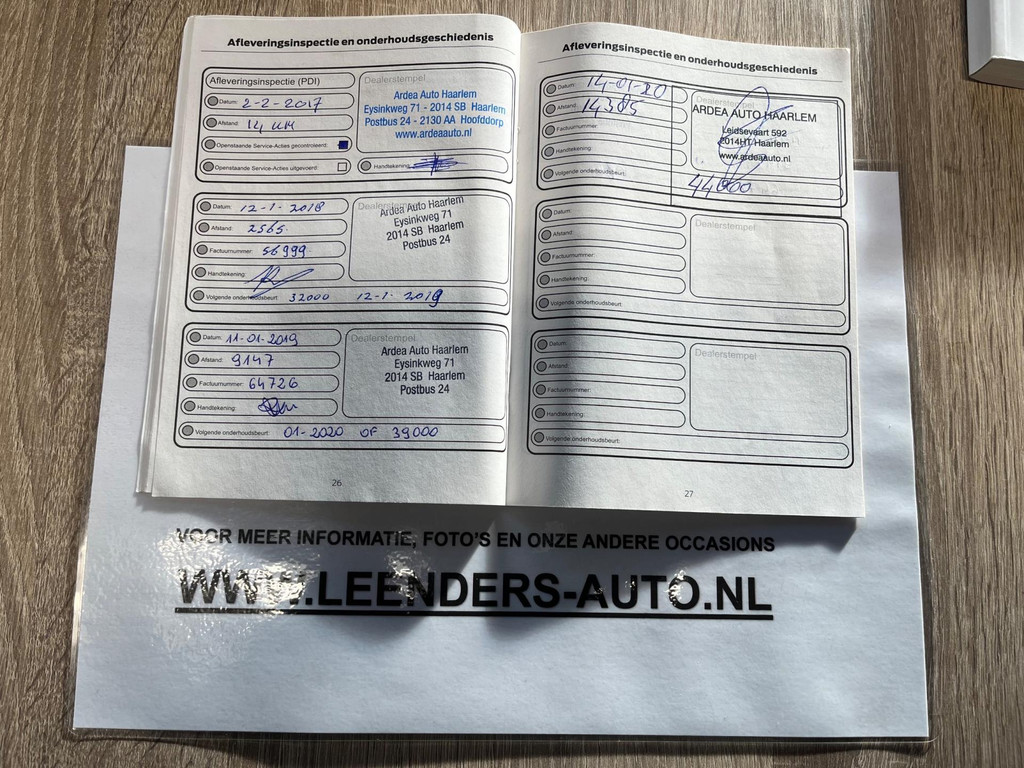 Afleveringsinspectie en onderhoudsgeschiedenis
Afleveringsinspectie (PDI)
Datum: 2-2-2017
Afstand: 14 KM
Openstaande Service-Acties gecontroleerd:
Openstaande Service-Acties uitgevoerd:
Dealerstempel
Ardea Auto Haarlem
Eysinkweg 71 - 2014 SB Haarlem
Postbus 24 - 2130 AA Hoofddorp
www.ardeaauto.nl
Handtekening:
Datum: 12-1-2018
Afstand: 2565
Factuurnummer: 56999
Handtekening:
Dealerstempel
Ardea Auto Haarlem
Eysinkweg 71
2014 SB Haarlem
Postbus 24
Volgende onderhoudsbeurt: 32000 12-1-2019
Datum: 11-01-2019
Afstand: 9147
Factuurnummer: 64726
Handtekening:
Dealerstempel
Ardea Auto Haarlem
Eysinkweg 71
2014 SB Haarlem
Postbus 24
Volgende onderhoudsbeurt: 01-2020 OF 39000
26
Afleveringsinspectie en onderhoudsgeschiedenis
Datum: 14-01-20
Afstand: 14305
Factuurnummer:
Handtekening:
Volgende onderhoudsbeurt:
Dealerstempel
ARDEA AUTO HAARLEM
Leidsevaart 592
2014HT Haarlem
www.ardeaauto.nl
44000
Datum:
Afstand:
Factuurnummer:
Handtekening:
Volgende onderhoudsbeurt:
Dealerstempel
Datum:
Afstand:
Factuurnummer:
Handtekening:
Volgende onderhoudsbeurt:
Dealerstempel
27
VOOR MEER INFORMATIE, FOTO'S EN ONZE ANDERE OCCASIONS
WWW.LEENDERS-AUTO.NL